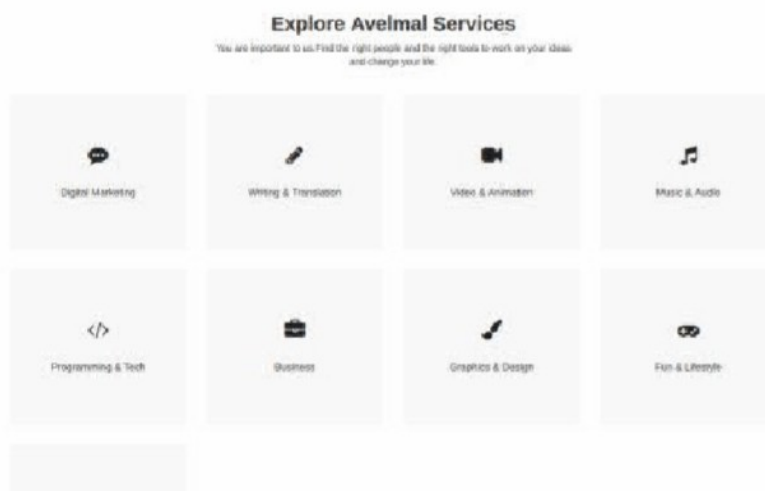 Explore Avelmal Services
You are important to us.Find the right people and the right tools to work on your ideas
and change your life.
Digital Marketing
Writing & Translation
Video & Animation
Music & Audio
Programming & Tech
Business
Graphics & Design
Fun & Lifestyle